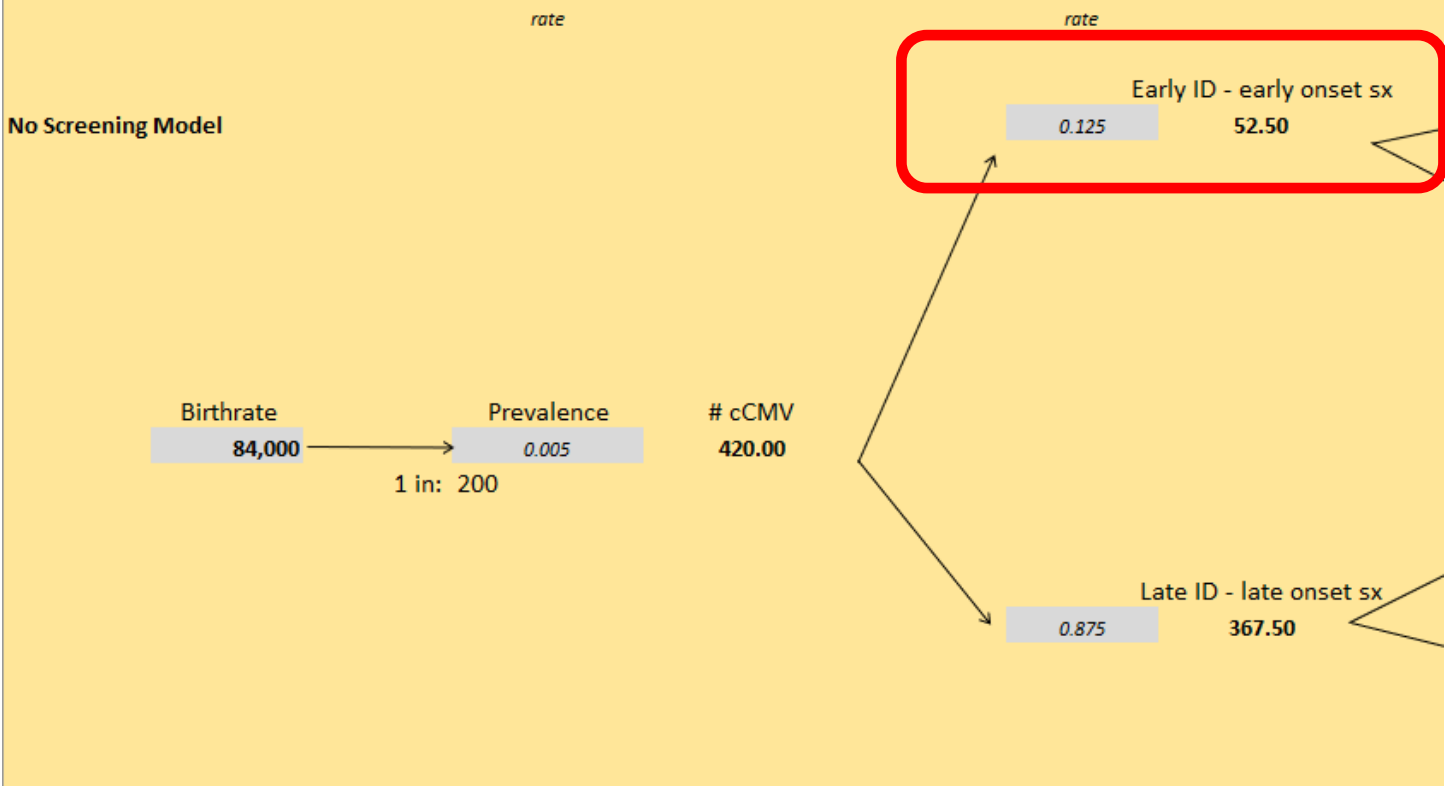 rate rate
Early ID - early onset sx
No Screening Model 0.125 52.50
Birthrate Prevalence # cCMV
84,000 0.005 420.00
1 in: 200
Late ID - late onset sx
0.875 367.50